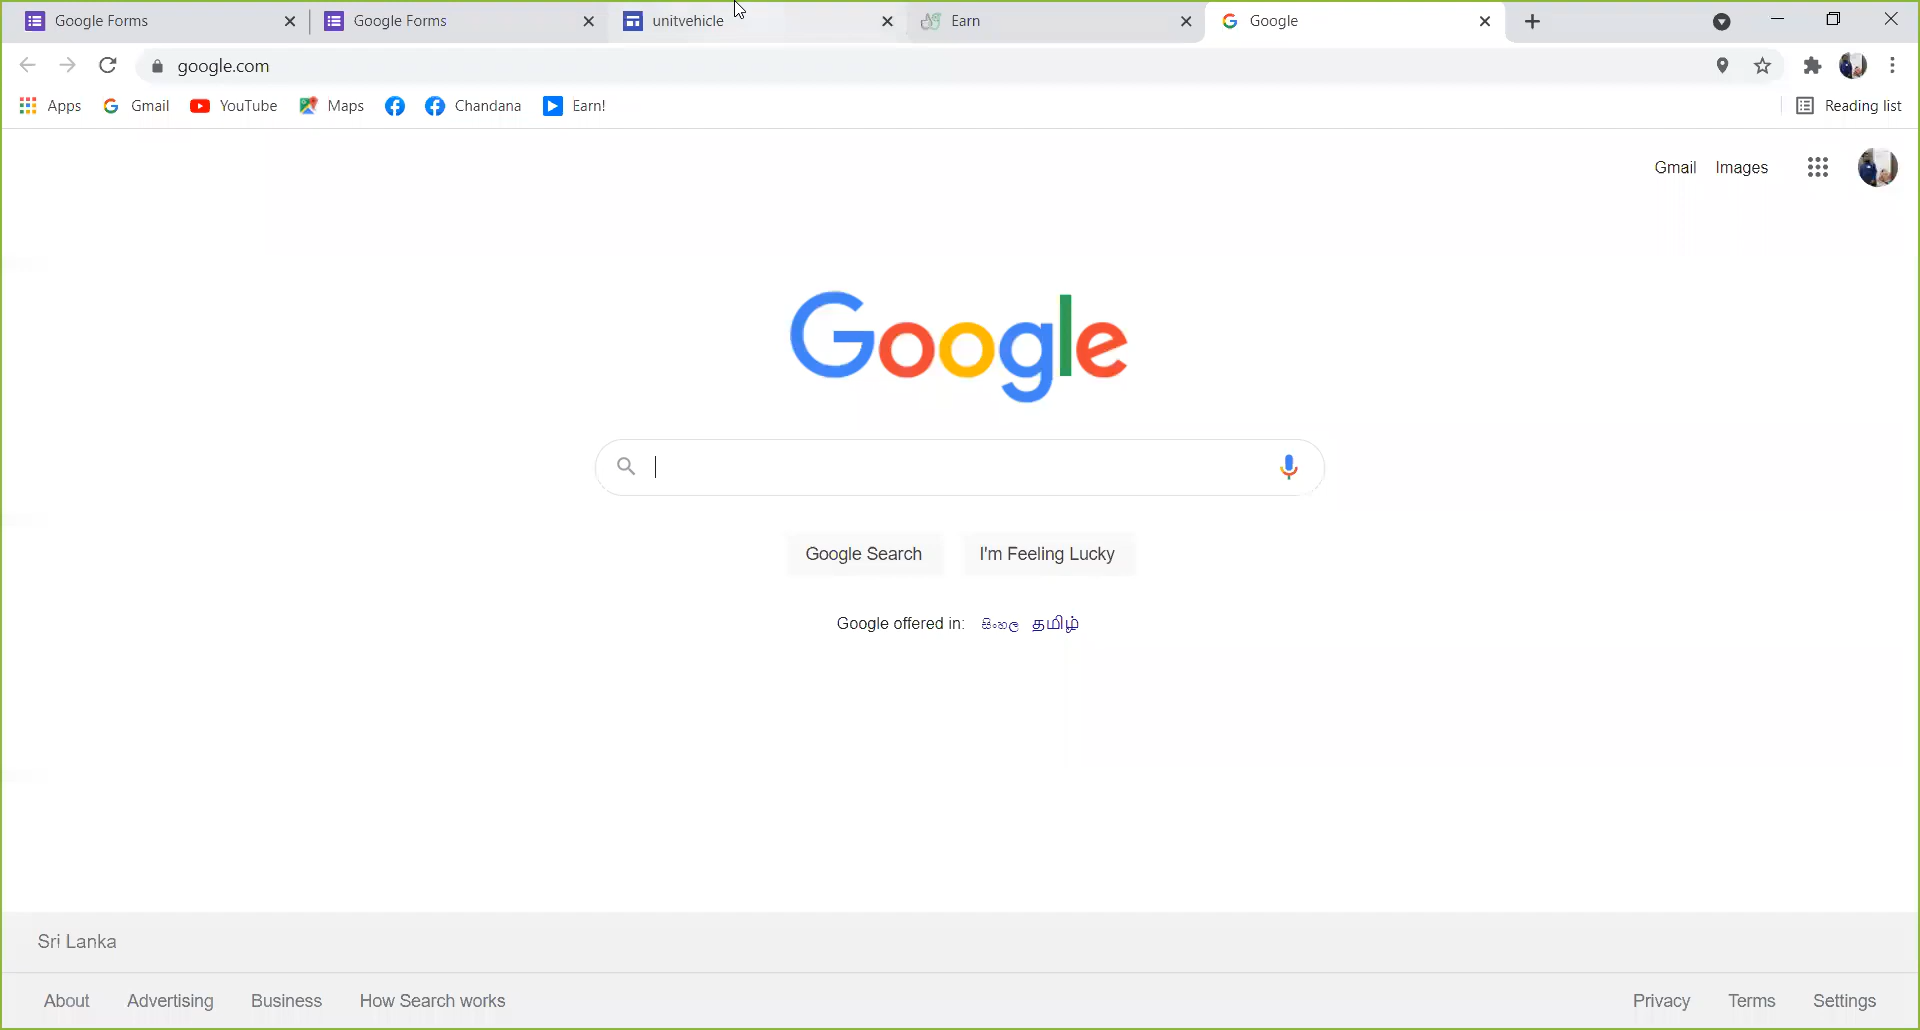 Google Forms Google Forms unitvehicle Earn Google
google.com
Apps Gmail YouTube Maps Chandana Earn! Reading list
Gmail Images
Google
Google Search I'm Feeling Lucky
Google offered in: සිංහල தமிழ்
Sri Lanka
About Advertising Business How Search works Privacy Terms Settings